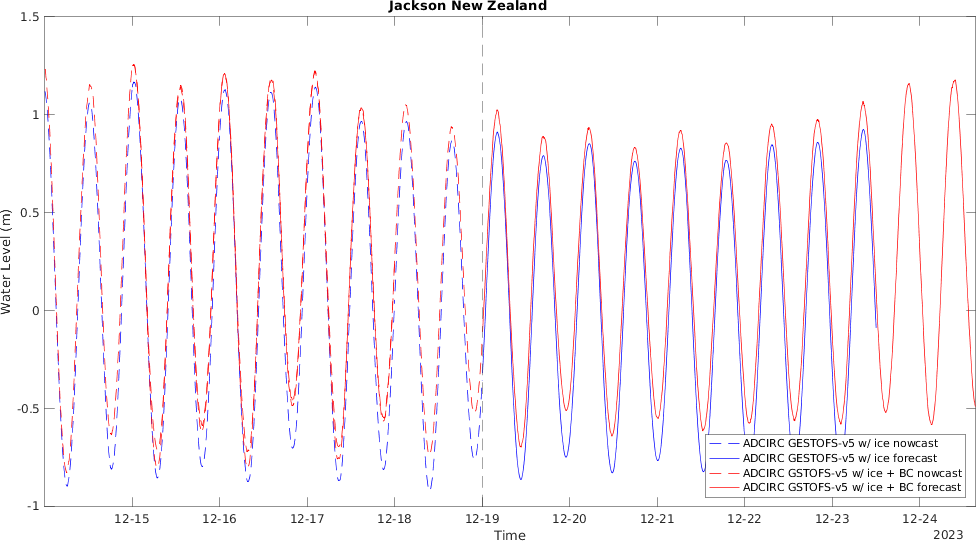 Jackson New Zealand
1.5
1
0.5
0
-0.5
-1
Water Level (m)
12-15 12-16 12-17 12-18 12-19 12-20 12-21 12-22 12-23 12-24
Time
2023
ADCIRC GESTOFS-v5 w/ ice nowcast
ADCIRC GESTOFS-v5 w/ ice forecast
ADCIRC GSTOFS-v5 w/ ice + BC nowcast
ADCIRC GSTOFS-v5 w/ ice + BC forecast